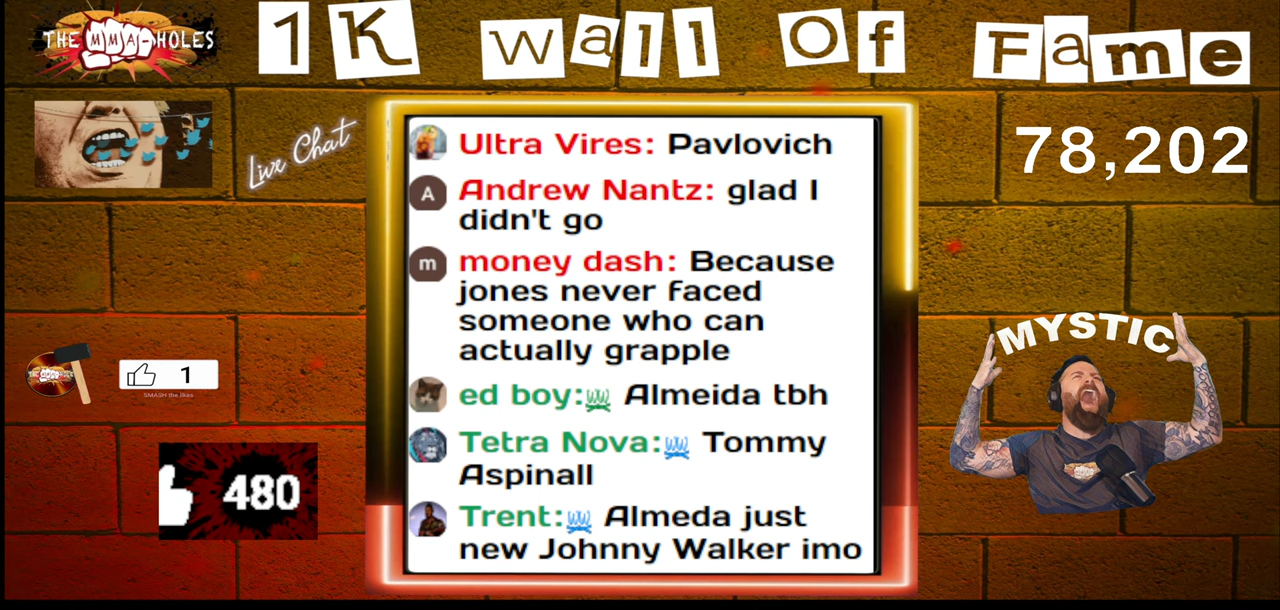 THE MMA-HOLES
1K Wall Of Fame
Live Chat
78,202
Ultra Vires: Pavlovich
A
Andrew Nantz: glad I
didn't go
m
money dash: Because
jones never faced
someone who can
actually grapple
ed boy: Almeida tbh
Tetra Nova: Tommy
Aspinall
Trent: Almeda just
new Johnny Walker imo
MYSTIC
1
SMASH the likes
480